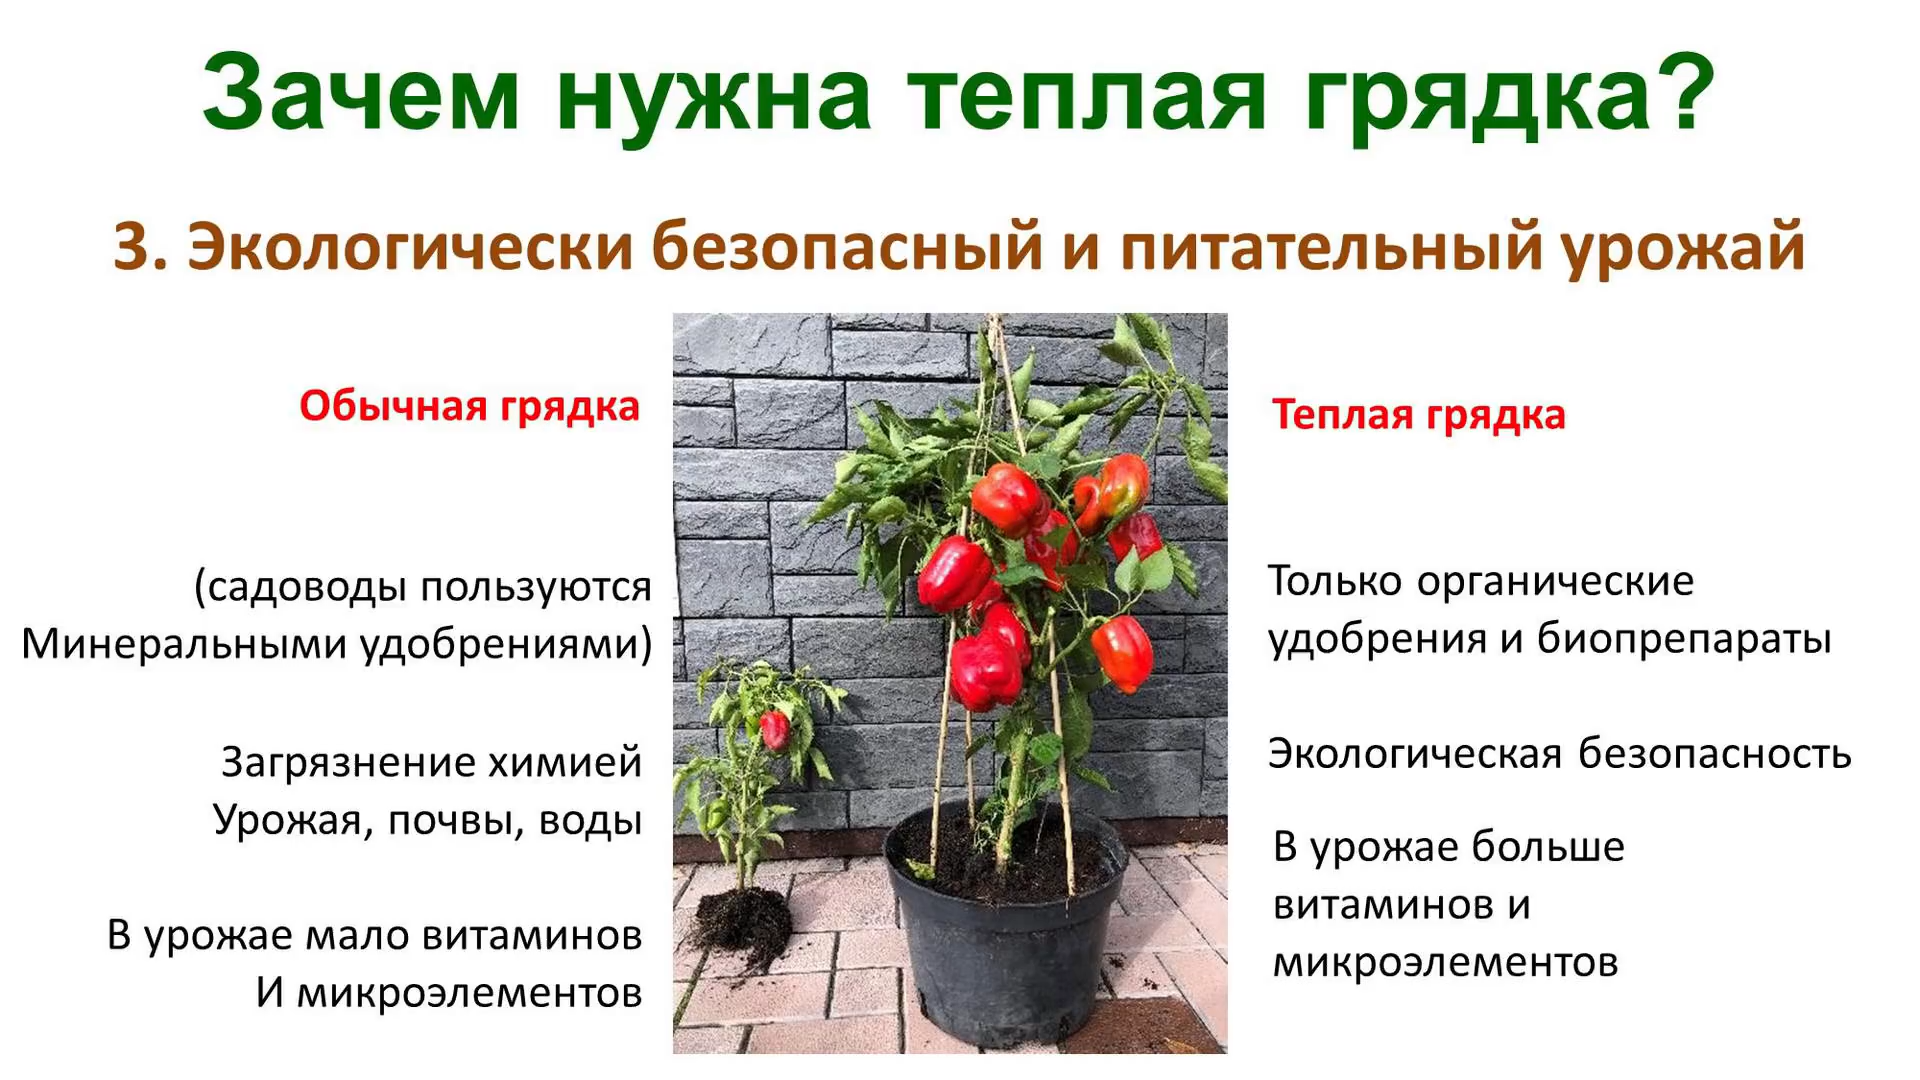 Зачем нужна теплая грядка?
3. Экологически безопасный и питательный урожай
Обычная грядка
(садоводы пользуются
Минеральными удобрениями)
Загрязнение химией
Урожая, почвы, воды
В урожае мало витаминов
И микроэлементов
Теплая грядка
Только органические
удобрения и биопрепараты
Экологическая безопасность
В урожае больше
витаминов и
микроэлементов